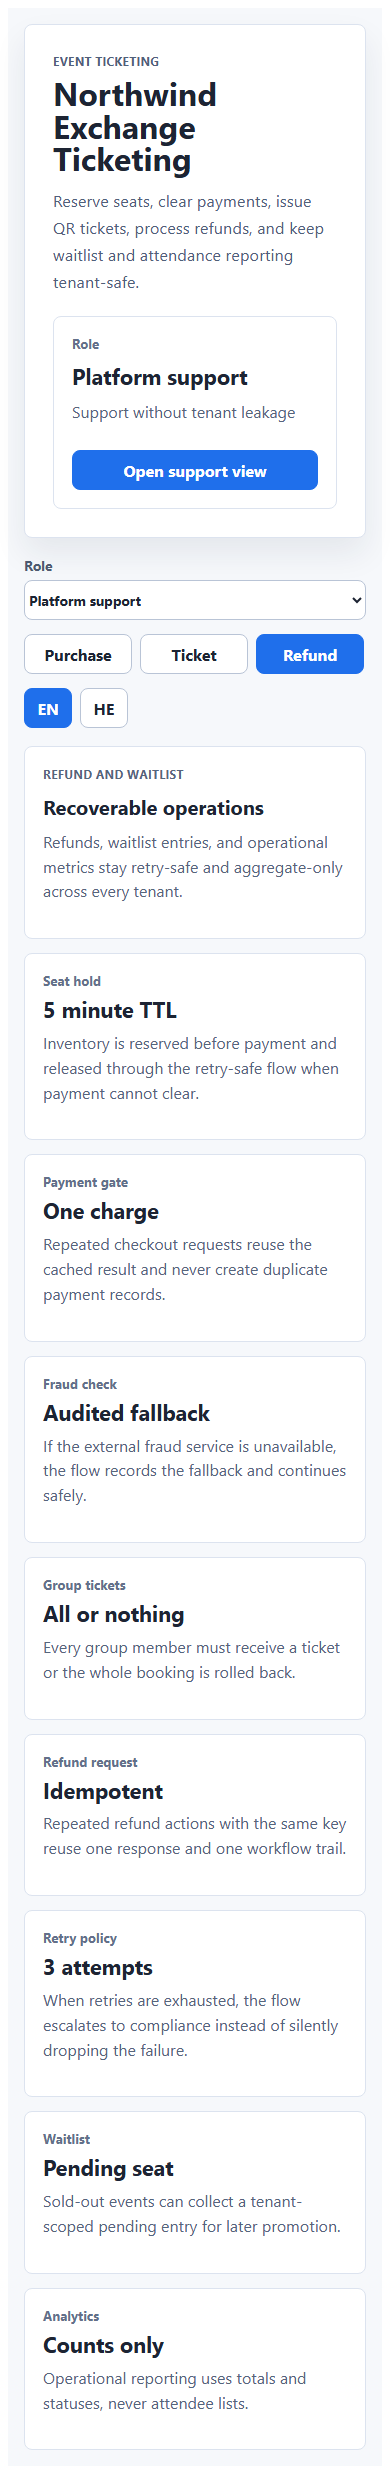 EVENT TICKETING
Northwind
Exchange
Ticketing
Reserve seats, clear payments, issue
QR tickets, process refunds, and keep
waitlist and attendance reporting
tenant-safe.
Role
Platform support
Support without tenant leakage
Open support view
Role
Platform support
Purchase
Ticket
Refund
EN
HE
REFUND AND WAITLIST
Recoverable operations
Refunds, waitlist entries, and operational
metrics stay retry-safe and aggregate-only
across every tenant.
Seat hold
5 minute TTL
Inventory is reserved before payment and
released through the retry-safe flow when
payment cannot clear.
Payment gate
One charge
Repeated checkout requests reuse the
cached result and never create duplicate
payment records.
Fraud check
Audited fallback
If the external fraud service is unavailable,
the flow records the fallback and continues
safely.
Group tickets
All or nothing
Every group member must receive a ticket
or the whole booking is rolled back.
Refund request
Idempotent
Repeated refund actions with the same key
reuse one response and one workflow trail.
Retry policy
3 attempts
When retries are exhausted, the flow
escalates to compliance instead of silently
dropping the failure.
Waitlist
Pending seat
Sold-out events can collect a tenant-
scoped pending entry for later promotion.
Analytics
Counts only
Operational reporting uses totals and
statuses, never attendee lists.